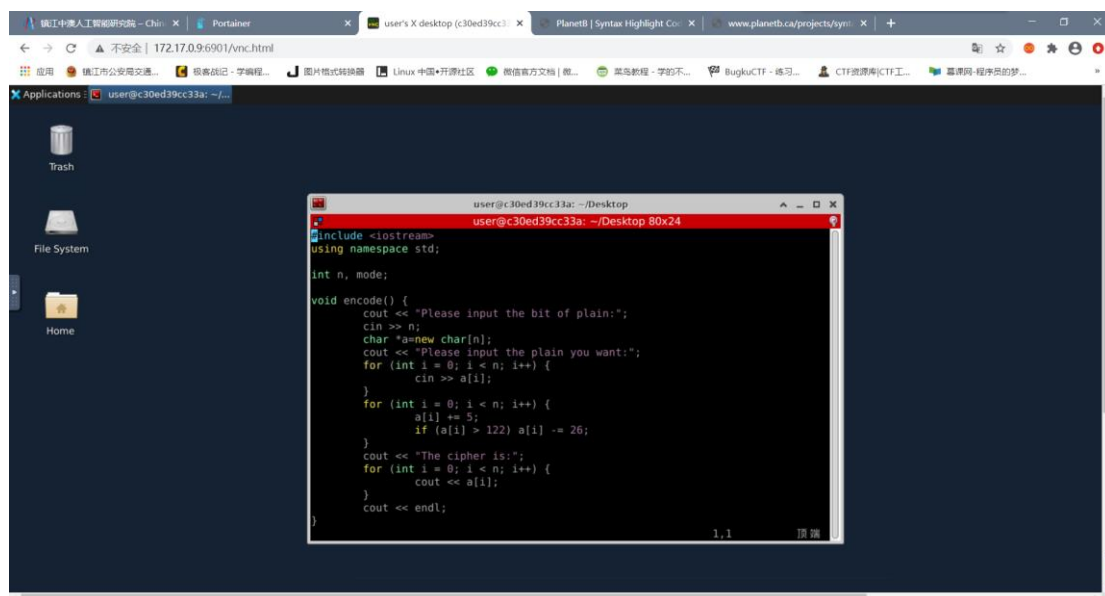 镇江中澳人工智能研究院 – Chin
Portainer
user's X desktop (c30ed39cc3
PlanetB | Syntax Highlight Co
www.planetb.ca/projects/synt
不安全 | 172.17.0.9:6901/vnc.html
应用
镇江市公安局交通...
极客战记 - 学编程...
图片格式转换器
Linux 中国•开源社区
微信官方文档 | 微...
菜鸟教程 - 学的不...
BugkuCTF - 练习...
CTF资源库|CTF工...
慕课网-程序员的梦...
Applications
user@c30ed39cc33a: ~/...
Trash
File System
Home
user@c30ed39cc33a: ~/Desktop
user@c30ed39cc33a: ~/Desktop 80x24
#include <iostream>
using namespace std;
int n, mode;
void encode() {
cout << "Please input the bit of plain:";
cin >> n;
char *a=new char[n];
cout << "Please input the plain you want:";
for (int i = 0; i < n; i++) {
cin >> a[i];
}
for (int i = 0; i < n; i++) {
a[i] += 5;
if (a[i] > 122) a[i] -= 26;
}
cout << "The cipher is:";
for (int i = 0; i < n; i++) {
cout << a[i];
}
cout << endl;
}
1,1 顶端